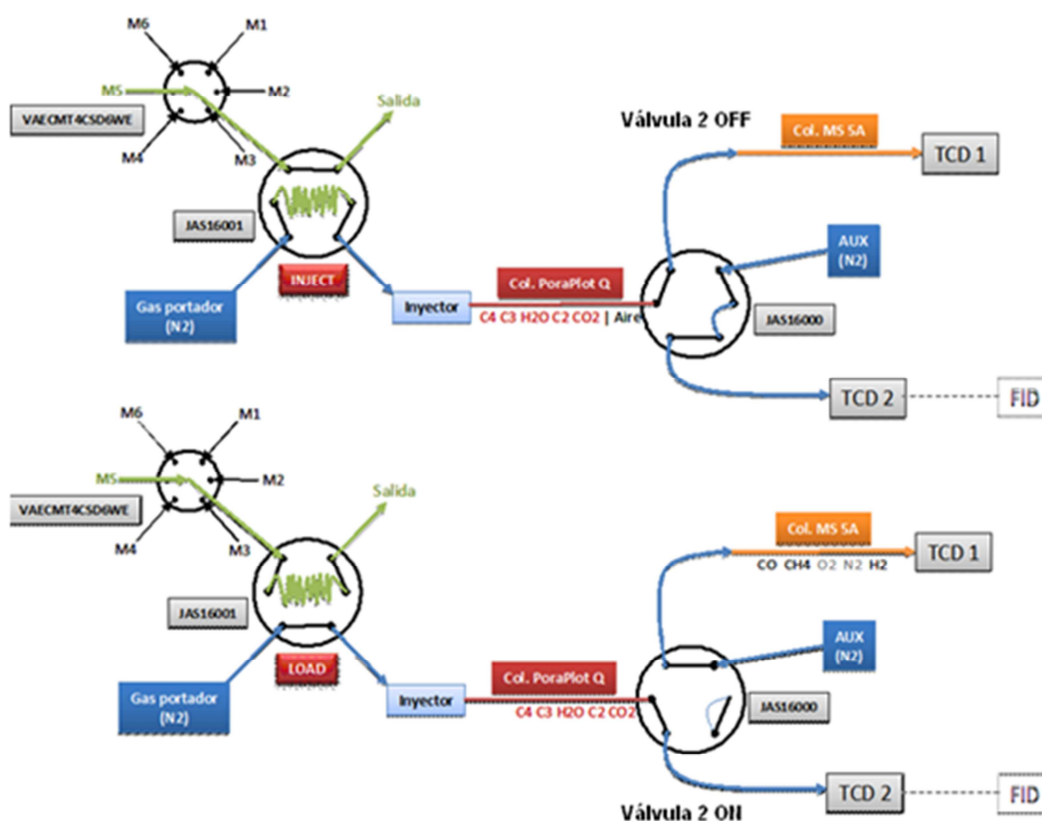 M6
M1
M5
M2
VAECMT4CSD6WE
M4
M3
Salida
JAS16001
INJECT
Gas portador
(N2)
Inyector
Col. PoraPlot Q
C4 C3 H2O C2 CO2 | Aire
Válvula 2 OFF
Col. MS 5A
TCD 1
AUX
(N2)
JAS16000
TCD 2
FID
M6
M1
M5
M2
VAECMT4CSD6WE
M4
M3
Salida
JAS16001
LOAD
Gas portador
(N2)
Inyector
Col. PoraPlot Q
C4 C3 H2O C2 CO2
Col. MS 5A
CO CH4 O2 N2 H2
TCD 1
AUX
(N2)
JAS16000
TCD 2
FID
Válvula 2 ON